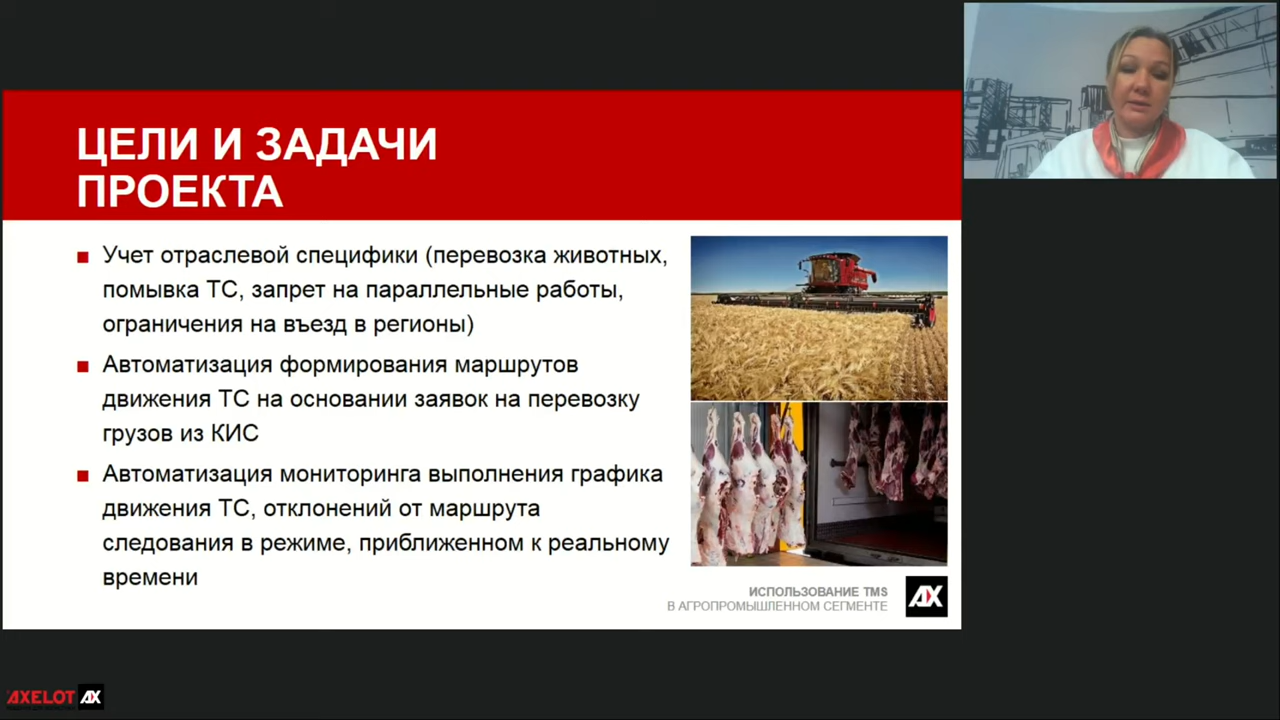 ЦЕЛИ И ЗАДАЧИ
ПРОЕКТА
Учет отраслевой специфики (перевозка животных,
помывка ТС, запрет на параллельные работы,
ограничения на въезд в регионы)
Автоматизация формирования маршрутов
движения ТС на основании заявок на перевозку
грузов из КИС
Автоматизация мониторинга выполнения графика
движения ТС, отклонений от маршрута
следования в режиме, приближенном к реальному
времени
ИСПОЛЬЗОВАНИЕ TMS
В АГРОПРОМЫШЛЕННОМ СЕГМЕНТЕ
AX
AXELOT AX